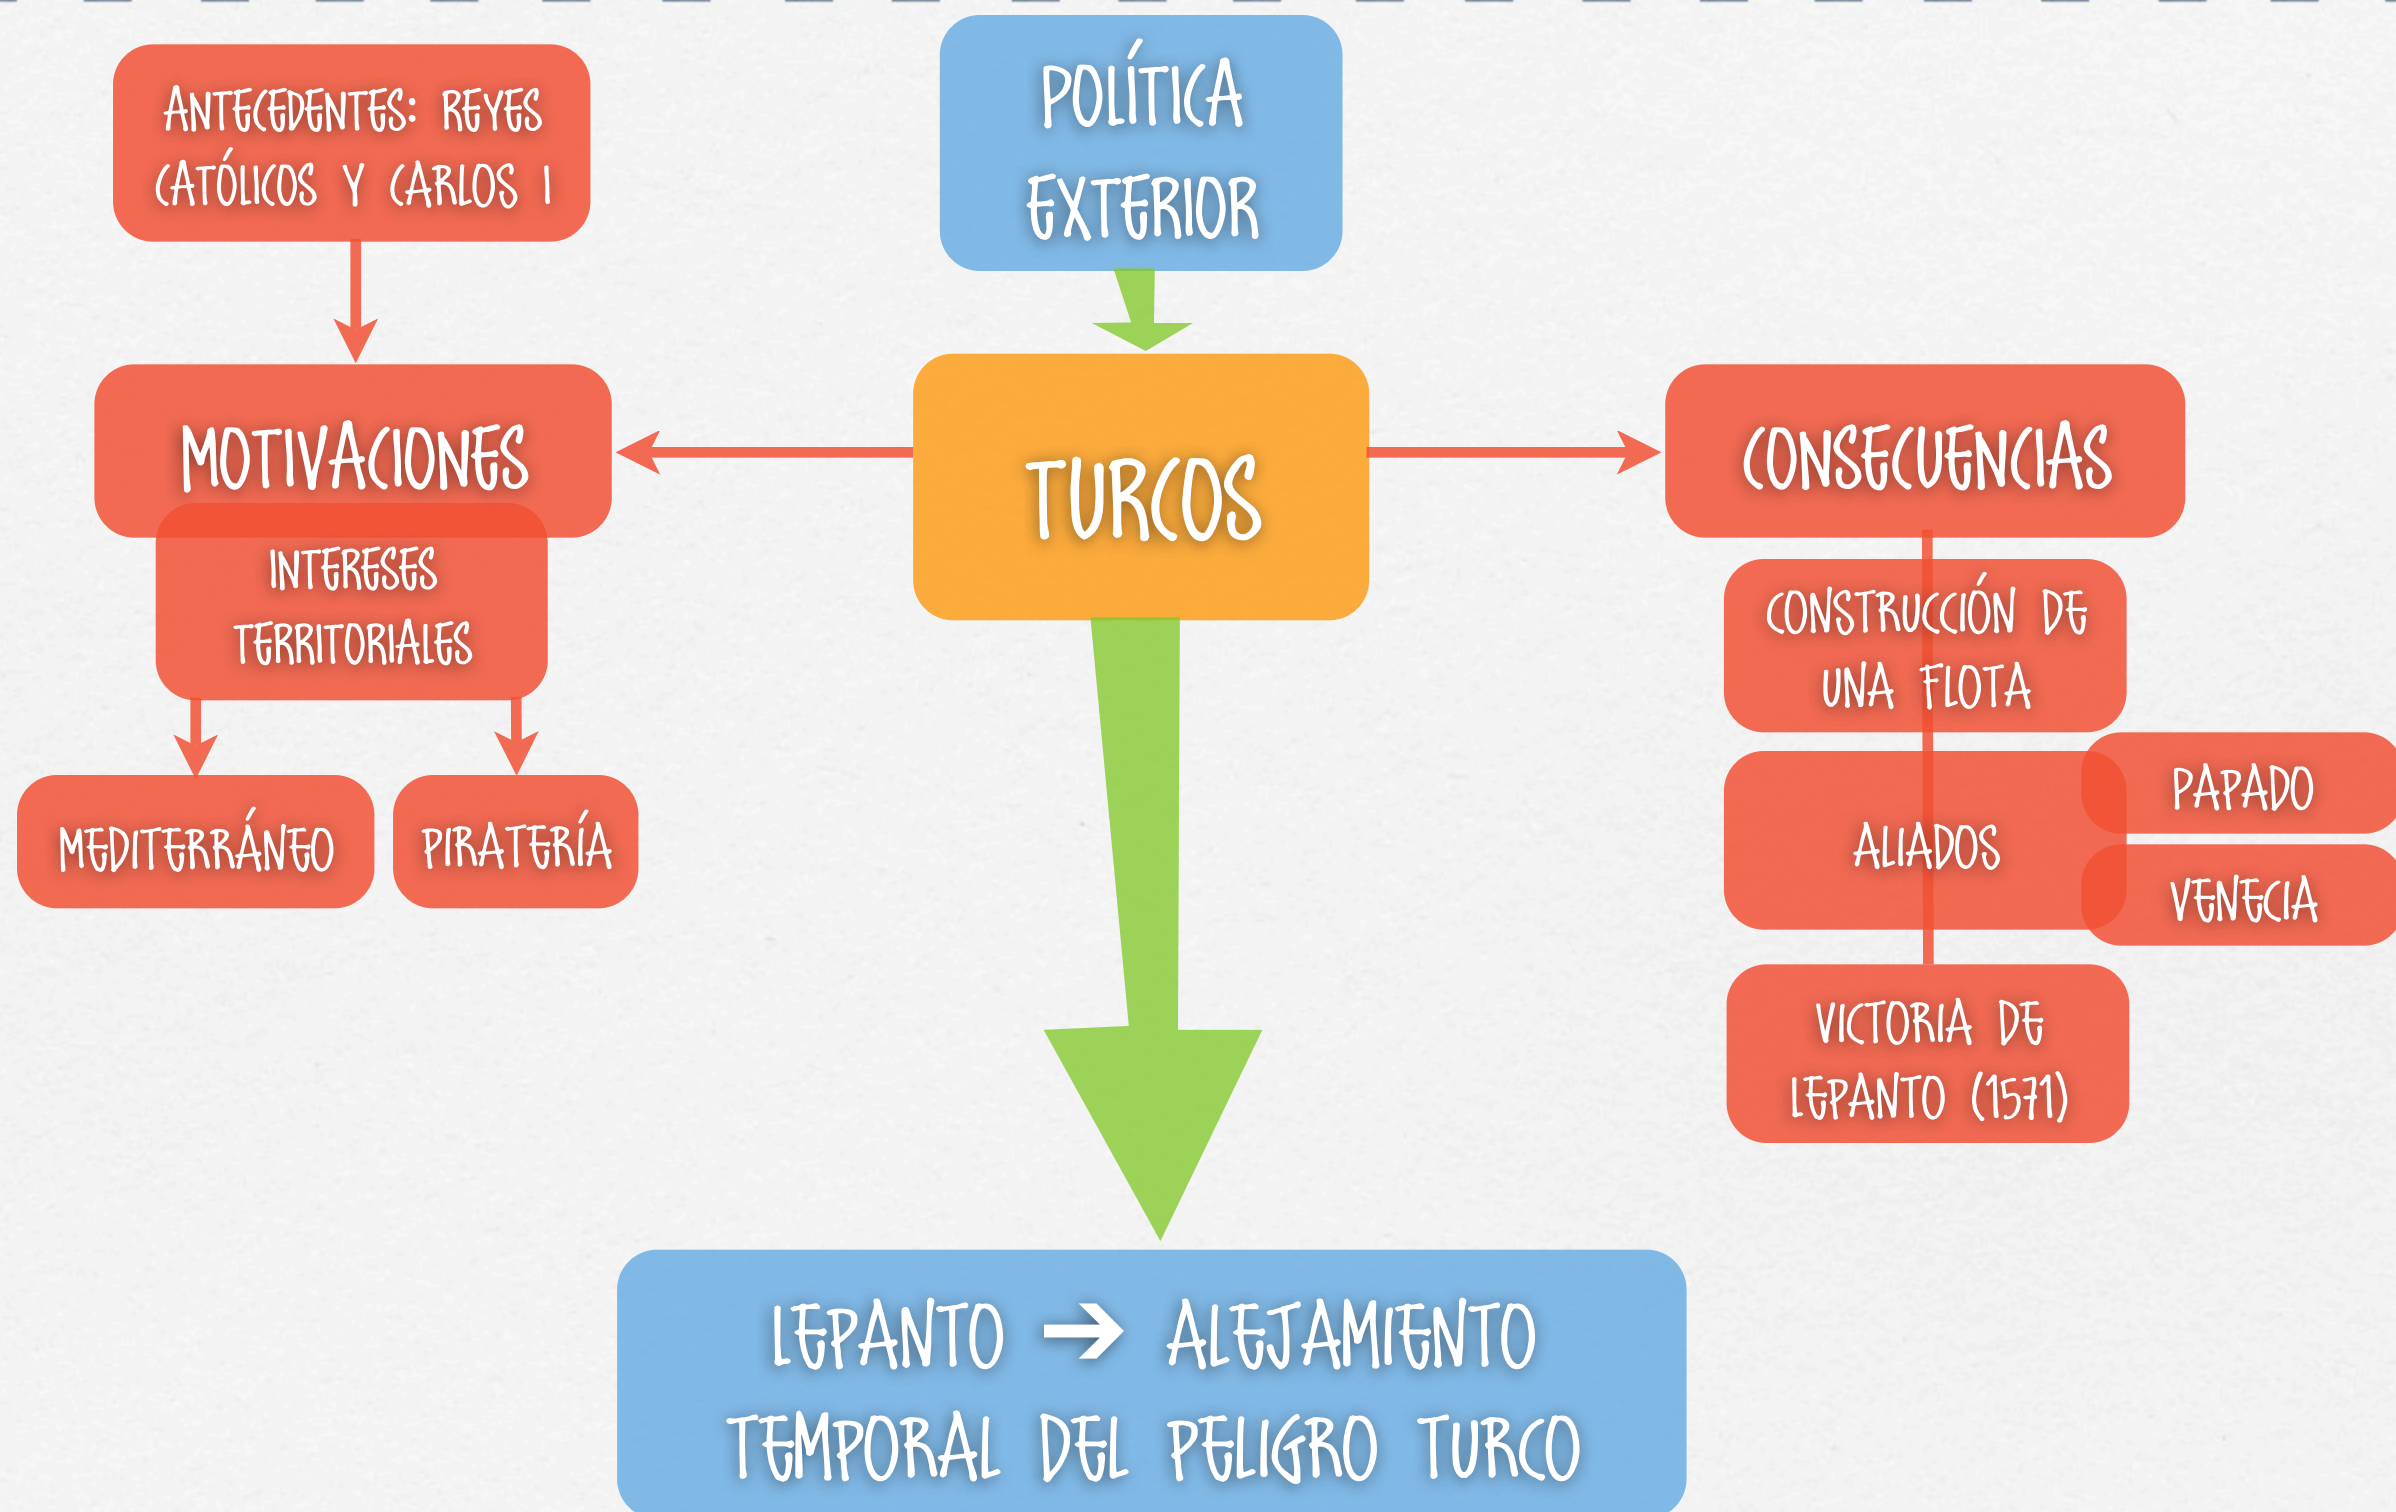 ANTECEDENTES: REYES
CATÓLICOS Y CARLOS I
POLÍTICA
EXTERIOR
MOTIVACIONES
INTERESES
TERRITORIALES
MEDITERRÁNEO
PIRATERÍA
TURCOS
CONSECUENCIAS
CONSTRUCCIÓN DE
UNA FLOTA
ALIADOS
PAPADO
VENECIA
VICTORIA DE
LEPANTO (1571)
LEPANTO ➔ ALEJAMIENTO
TEMPORAL DEL PELIGRO TURCO